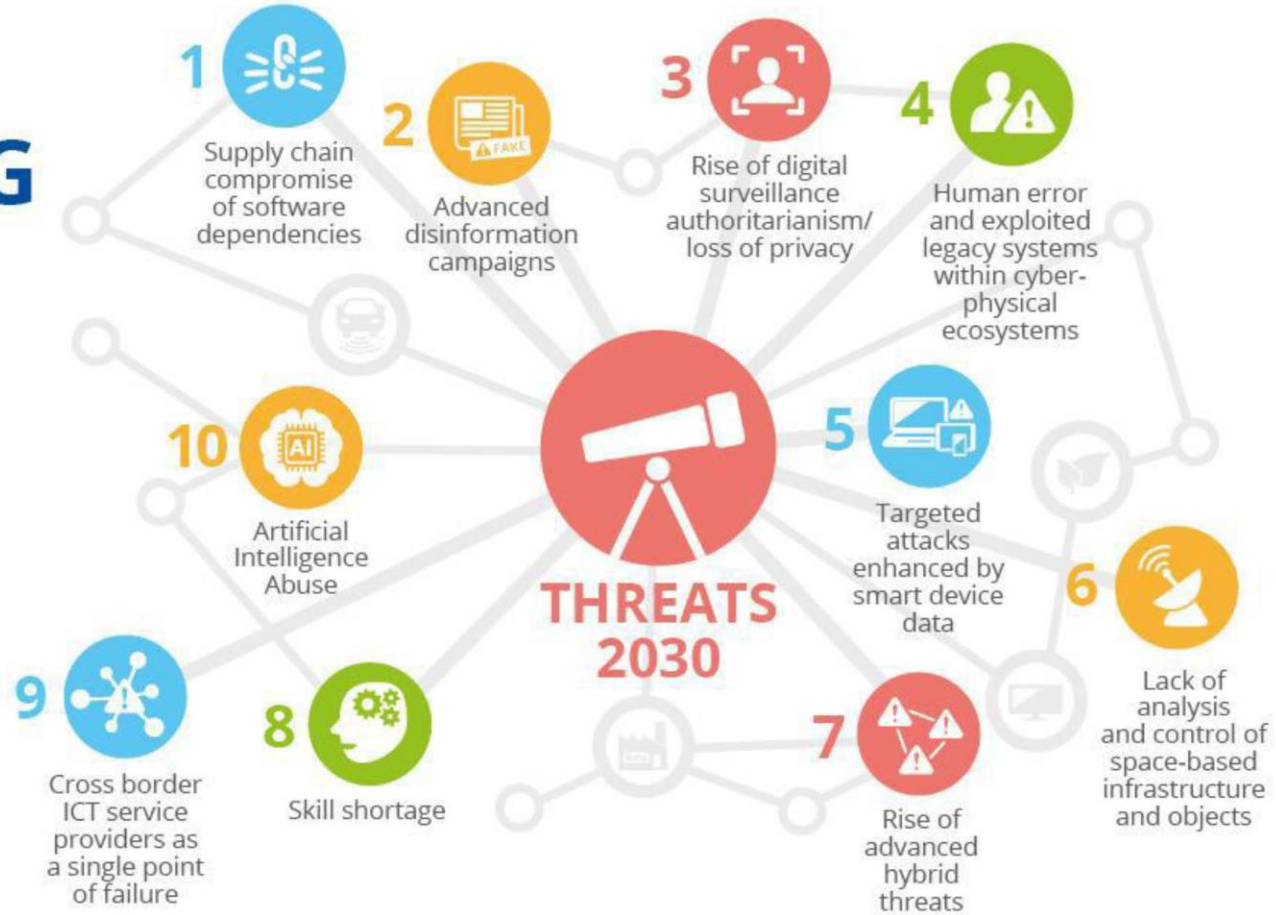 G
1
Supply chain
compromise
of software
dependencies
2
FAKE
Advanced
disinformation
campaigns
3
Rise of digital
surveillance
authoritarianism/
loss of privacy
4
Human error
and exploited
legacy systems
within cyber-
physical
ecosystems
5
Targeted
attacks
enhanced by
smart device
data
6
Lack of
analysis
and control of
space-based
infrastructure
and objects
7
Rise of
advanced
hybrid
threats
8
Skill shortage
9
Cross border
ICT service
providers as
a single point
of failure
10
AI
Artificial
Intelligence
Abuse
THREATS
2030